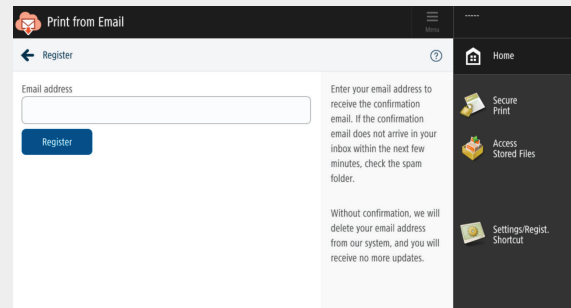 Print from Email
Menu
-----
Register
?
Home
Email address
Register
Enter your email address to
receive the confirmation
email. If the confirmation
email does not arrive in your
inbox within the next few
minutes, check the spam
folder.
Without confirmation, we will
delete your email address
from our system, and you will
receive no more updates.
Secure
Print
Access
Stored Files
Settings/Regist.
Shortcut